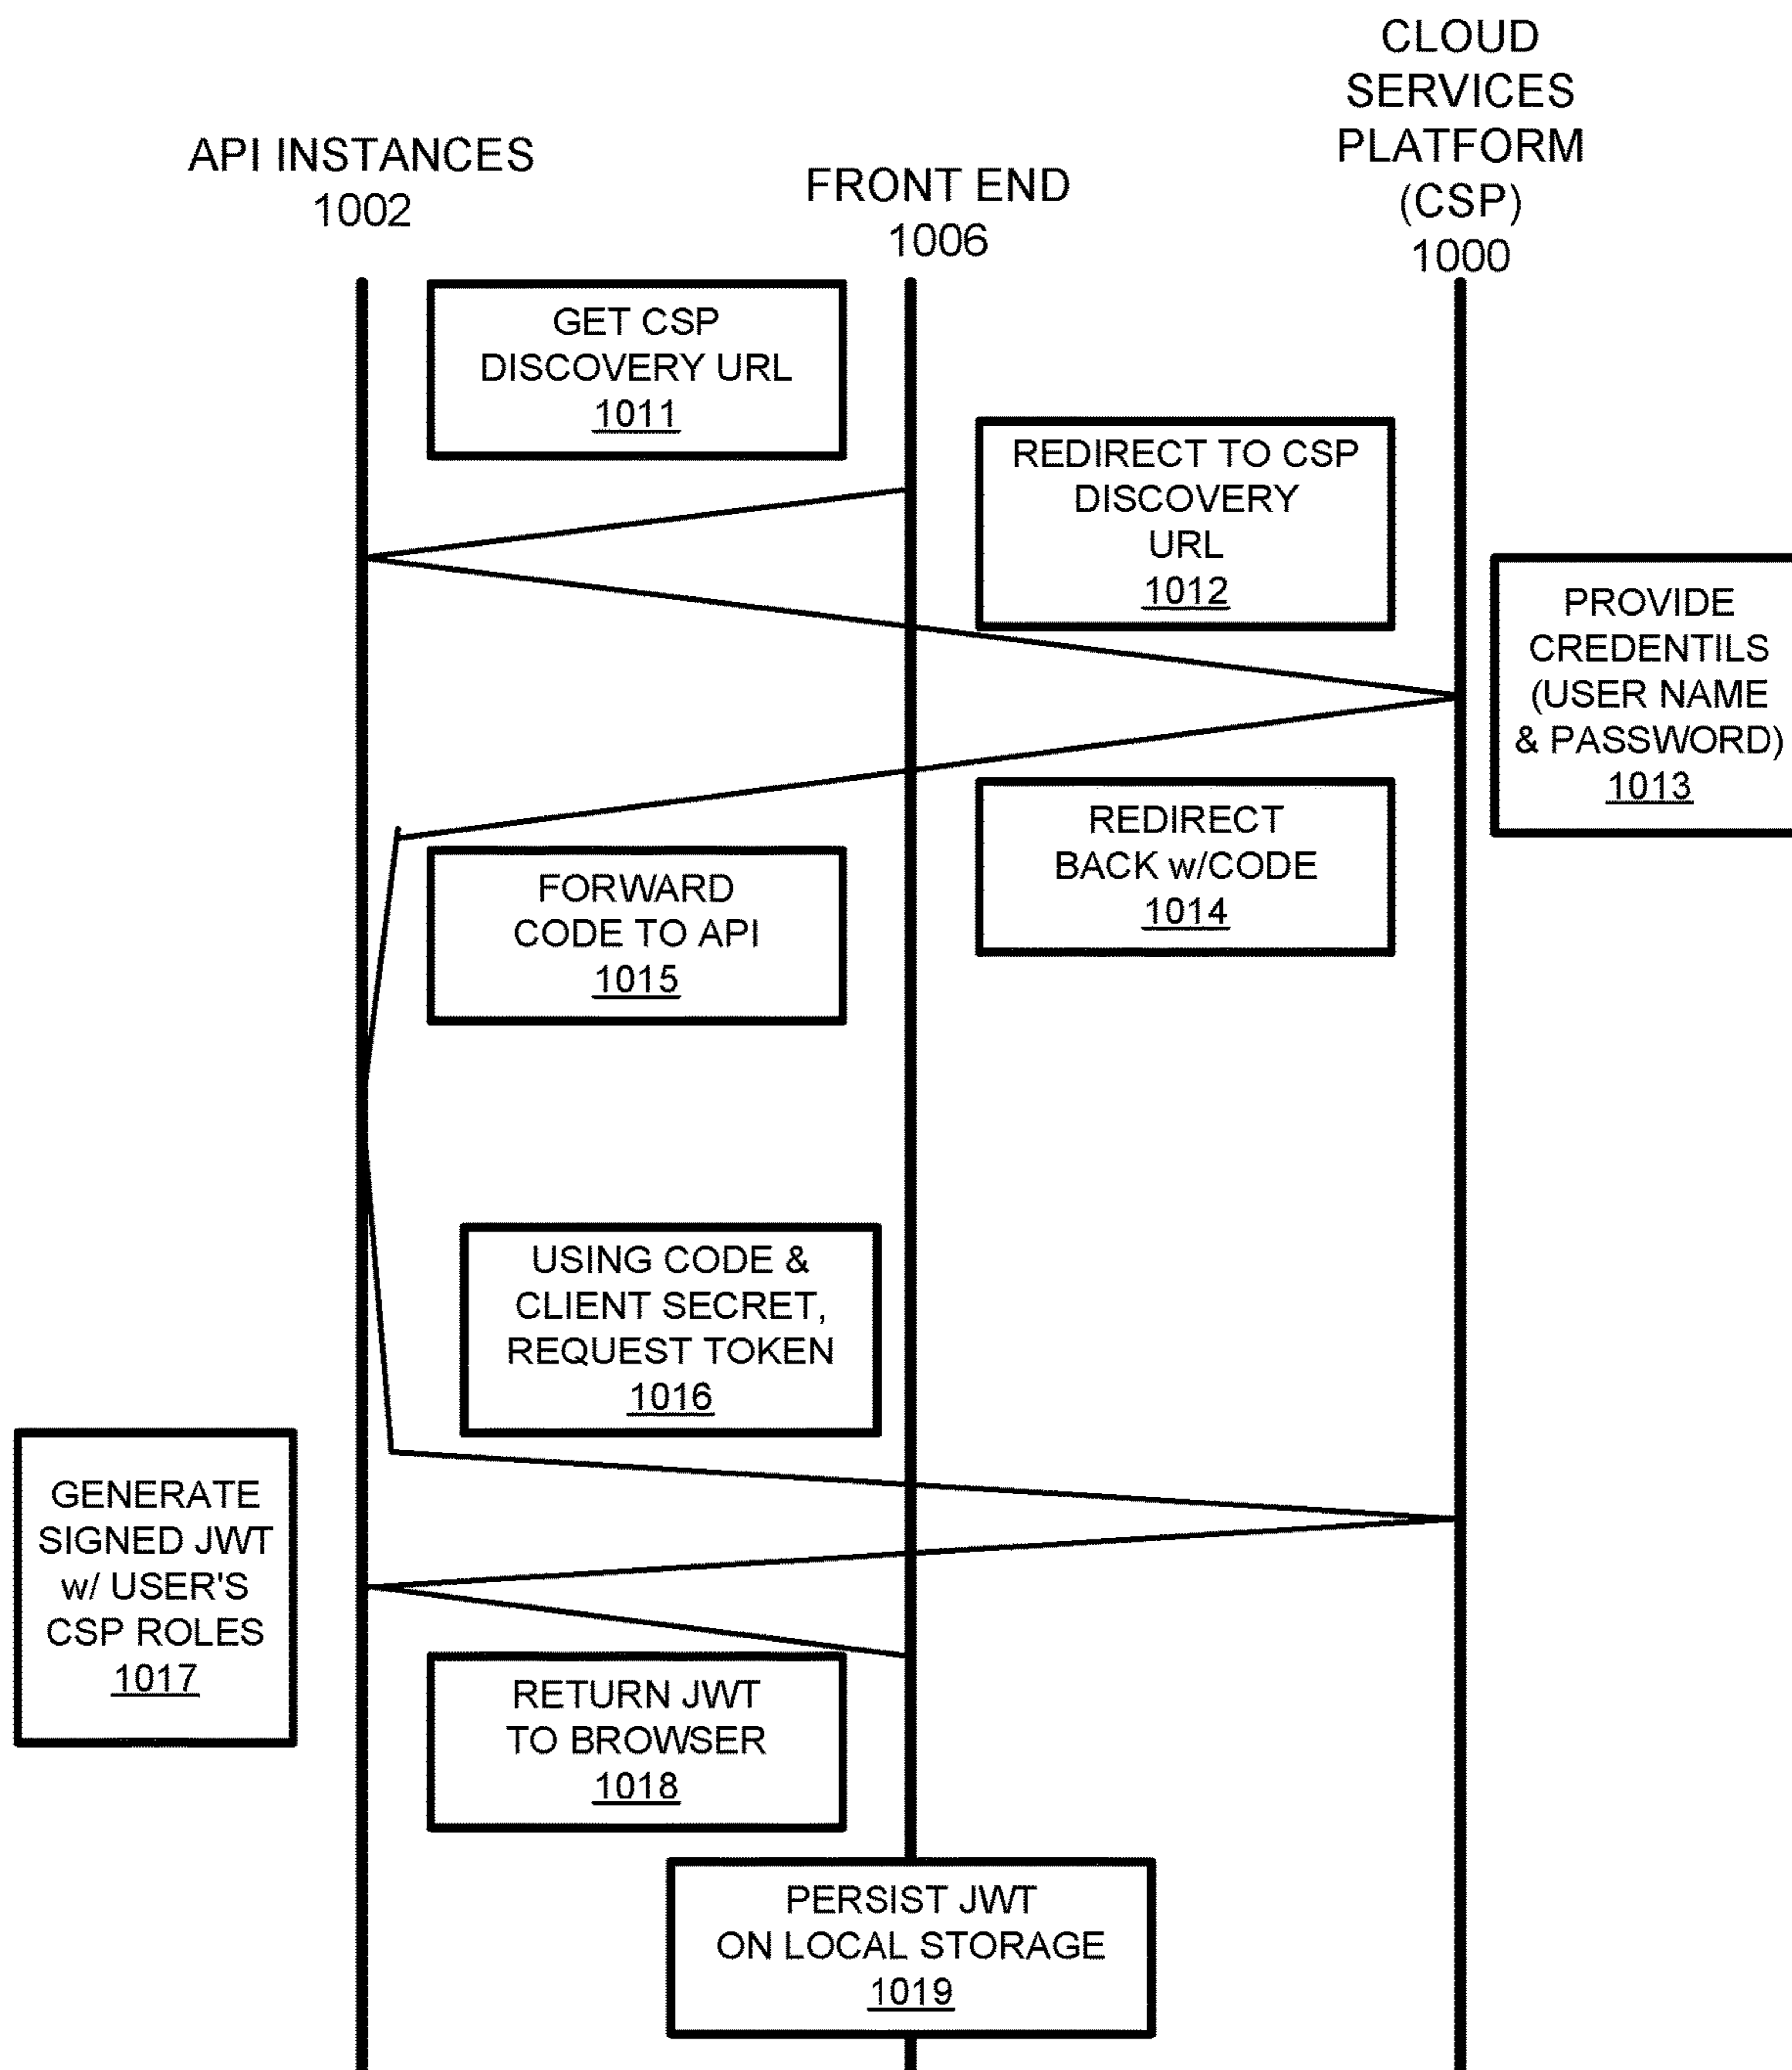 CLOUD
SERVICES
PLATFORM
(CSP)
1000
API INSTANCES
1002
FRONT END
1006
GET CSP
DISCOVERY URL
1011
REDIRECT TO CSP
DISCOVERY
URL
1012
PROVIDE
CREDENTILS
(USER NAME
& PASSWORD)
1013
REDIRECT
BACK w/CODE
1014
FORWARD
CODE TO API
1015
USING CODE &
CLIENT SECRET,
REQUEST TOKEN
1016
GENERATE
SIGNED JWT
w/ USER'S
CSP ROLES
1017
RETURN JWT
TO BROWSER
1018
PERSIST JWT
ON LOCAL STORAGE
1019